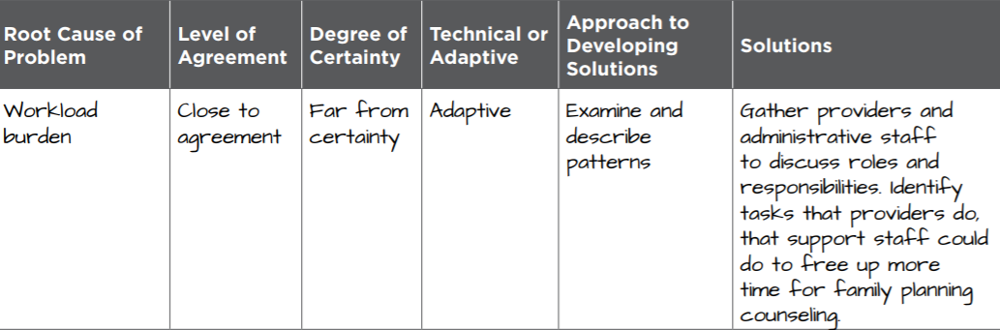 Root Cause of
Problem
Level of
Agreement
Degree of
Certainty
Technical or
Adaptive
Approach to
Developing
Solutions
Solutions
Workload
burden
Close to
agreement
Far from
certainty
Adaptive
Examine and
describe
patterns
Gather providers and
administrative staff
to discuss roles and
responsibilities. Identify
tasks that providers do,
that support staff could
do to free up more
time for family planning
counseling.